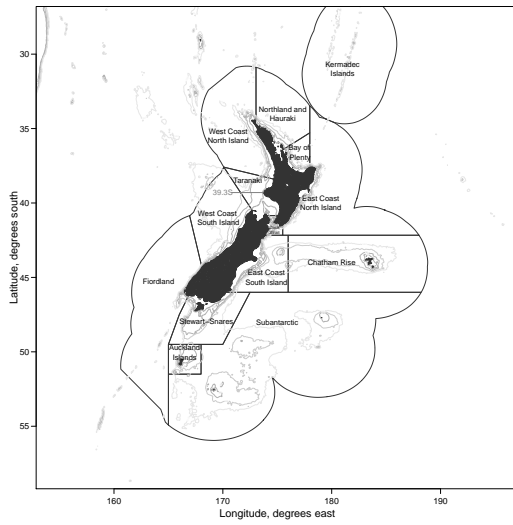 30
35
40
45
50
55
Latitude, degrees south
Kermadec
Islands
Northland and
Hauraki
West Coast
North Island
Bay of
Plenty
Taranaki
39.3S
East Coast
North Island
West Coast
South Island
Chatham Rise
Fiordland
East Coast
South Island
Stewart−Snares
Subantarctic
Auckland
Islands
160
170
180
190
Longitude, degrees east